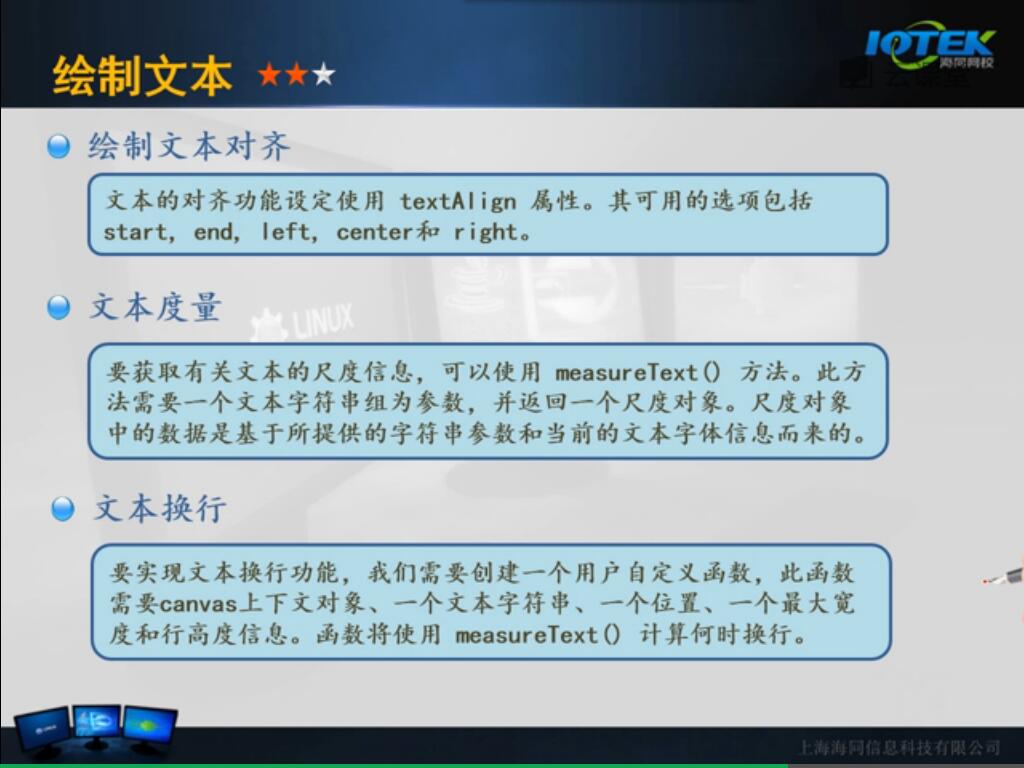 绘制文本
IOTEK
海同网校
云课堂
绘制文本对齐
文本的对齐功能设定使用 textAlign 属性。其可用的选项包括
start, end, left, center和 right。
文本度量
LINUX
要获取有关文本的尺度信息，可以使用 measureText() 方法。此方
法需要一个文本字符串组为参数，并返回一个尺度对象。尺度对象
中的数据是基于所提供的字符串参数和当前的文本字体信息而来的。
文本换行
要实现文本换行功能，我们需要创建一个用户自定义函数，此函数
需要canvas上下文对象、一个文本字符串、一个位置、一个最大宽
度和行高度信息。函数将使用 measureText() 计算何时换行。
上海海同信息科技有限公司